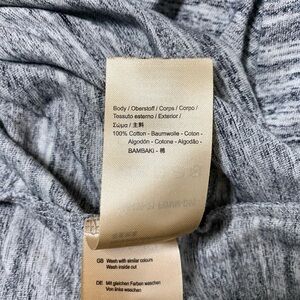 Body / Oberstoff / Corps / Corpo /
Tessuto esterno / Exterior /
Σώμα / 主料
100% Cotton - Baumwolle - Coton -
Algodón - Cotone - Algodão -
BAMBAKI - 棉
GB Wash with similar colours
Wash inside out
DE Mit gleichen Farben waschen
Von links waschen